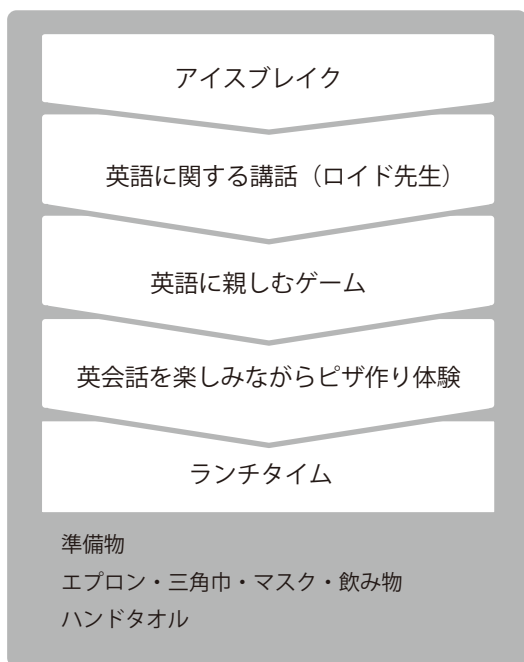 アイスブレイク
英語に関する講話（ロイド先生）
英語に親しむゲーム
英会話を楽しみながらピザ作り体験
ランチタイム
準備物
エプロン・三角巾・マスク・飲み物
ハンドタオル